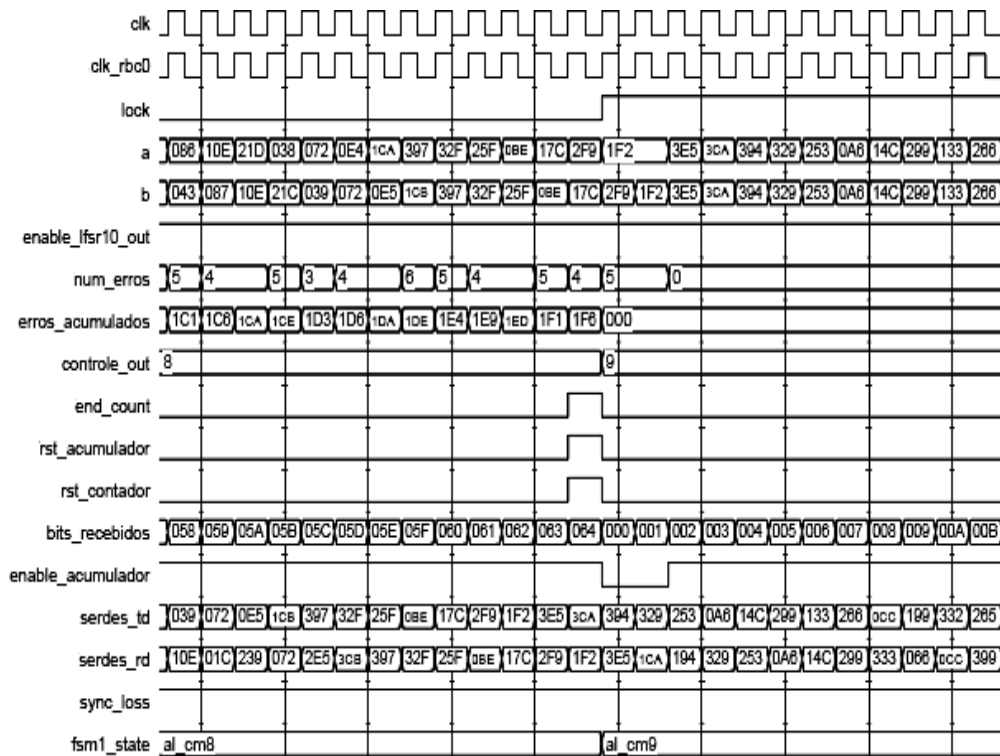 clk
clk_rbc0
lock
a 086 10E 21D 038 072 0E4 1CA 397 32F 25F 0BE 17C 2F9 1F2 3E5 3CA 394 329 253 0A6 14C 299 133 266
b 043 087 10E 21C 039 072 0E5 1CB 397 32F 25F 0BE 17C 2F9 1F2 3E5 3CA 394 329 253 0A6 14C 299 133 266
enable_lfsr10_out
num_erros 5 4 5 3 4 6 5 4 5 4 5 0
erros_acumulados 1C1 1C6 1CA 1CE 1D3 1D6 1DA 1DE 1E4 1E9 1ED 1F1 1F6 000
controle_out 8 9
end_count
rst_acumulador
rst_contador
bits_recebidos 058 059 05A 05B 05C 05D 05E 05F 060 061 062 063 064 000 001 002 003 004 005 006 007 008 009 00A 00B
enable_acumulador
serdes_td 039 072 0E5 1CB 397 32F 25F 0BE 17C 2F9 1F2 3E5 3CA 394 329 253 0A6 14C 299 133 266 0CC 199 332 265
serdes_rd 10E 01C 239 072 2E5 3CB 397 32F 25F 0BE 17C 2F9 1F2 3E5 1CA 194 329 253 0A6 14C 299 333 066 0CC 399
sync_loss
fsm1_state al_cm8 al_cm9